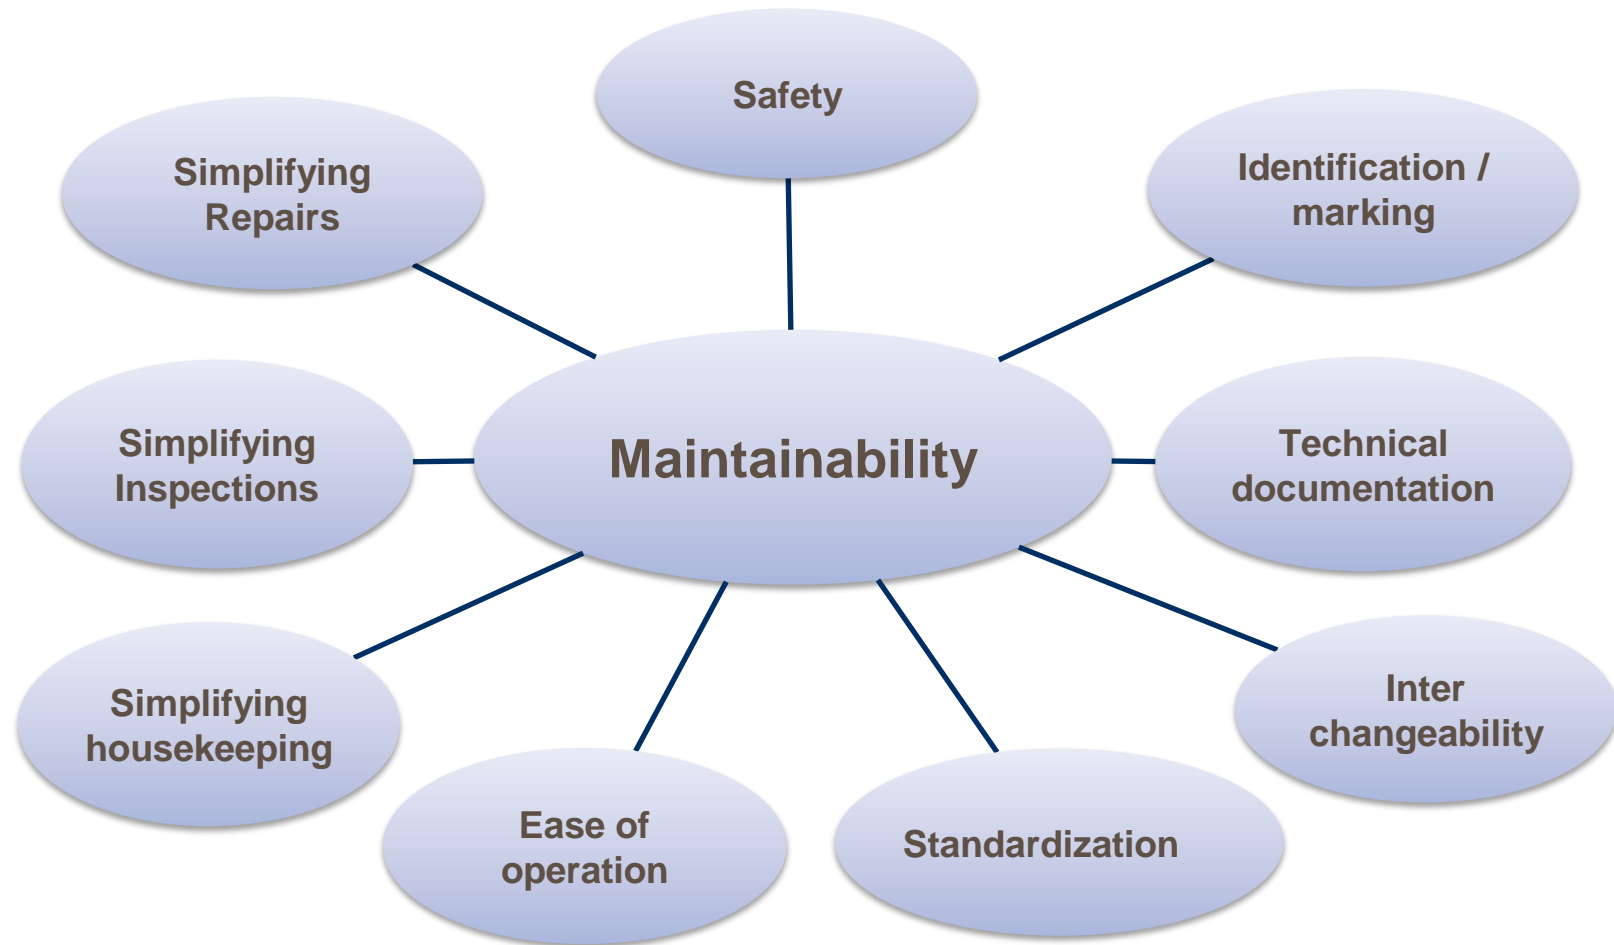 Safety
Simplifying
Repairs
Identification /
marking
Simplifying
Inspections
Maintainability
Technical
documentation
Simplifying
housekeeping
Inter
changeability
Ease of
operation
Standardization